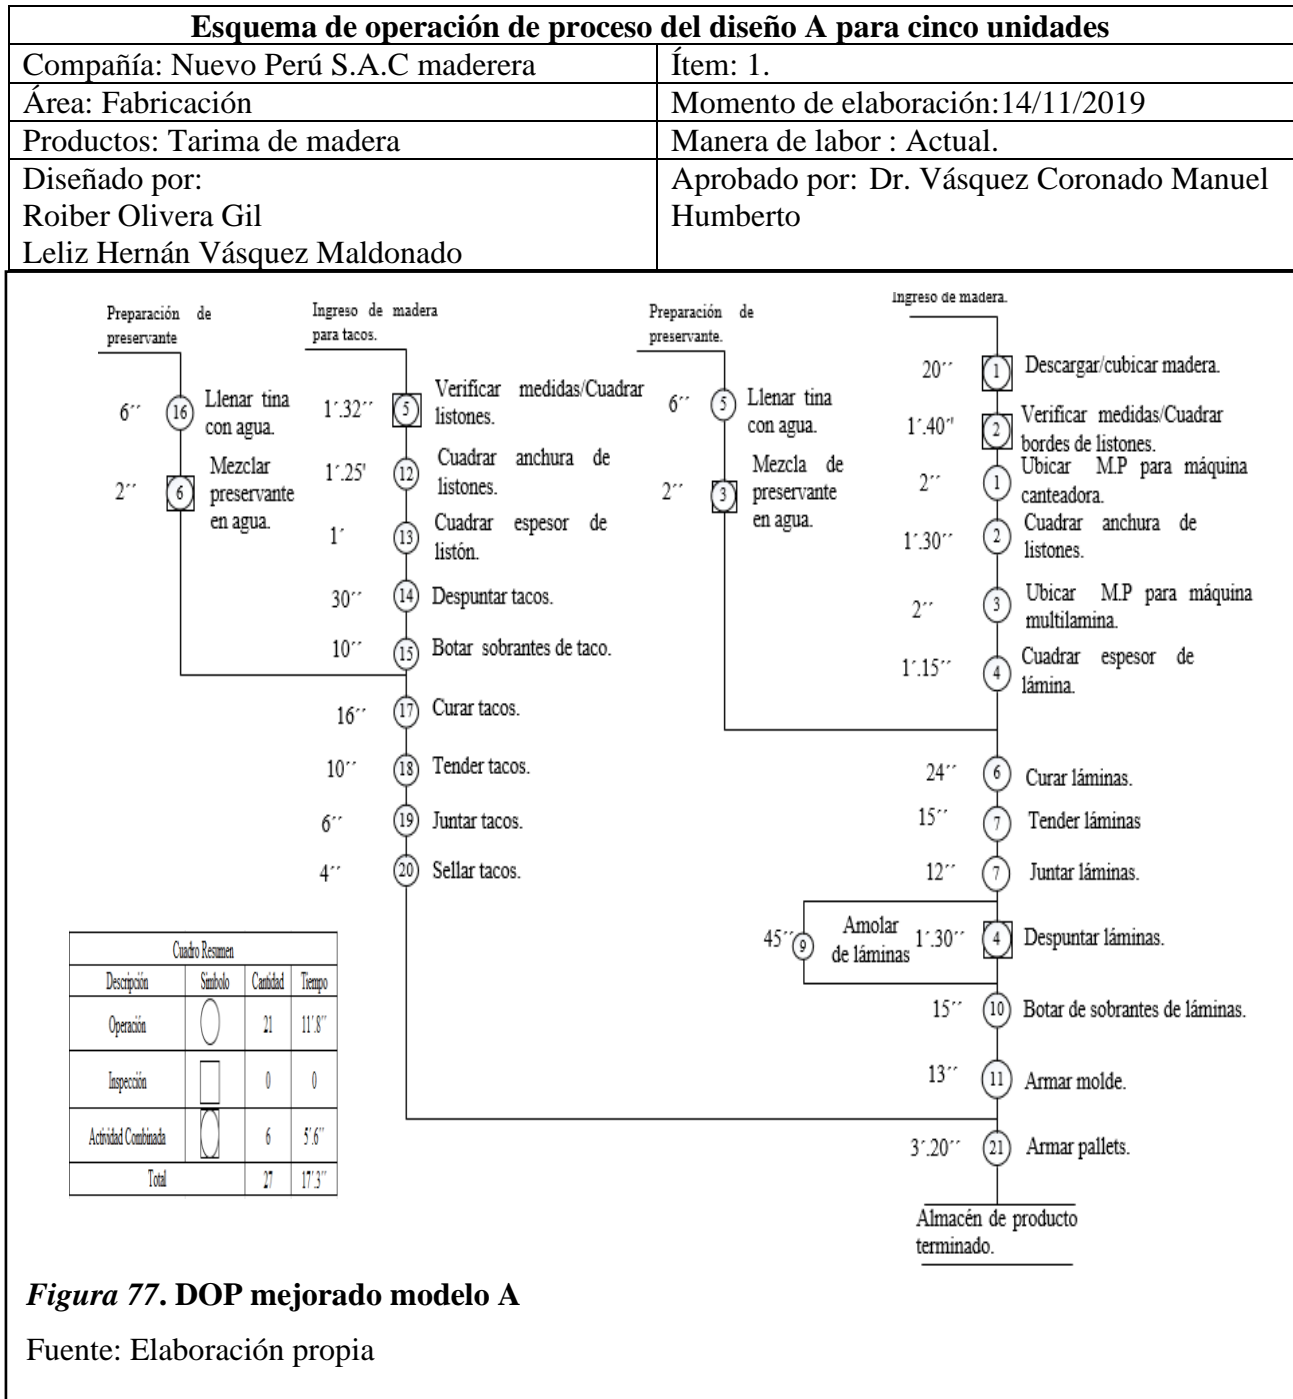 Esquema de operación de proceso del diseño A para cinco unidades
Compañía: Nuevo Perú S.A.C maderera
Ítem: 1.
Área: Fabricación
Momento de elaboración:14/11/2019
Productos: Tarima de madera
Manera de labor : Actual.
Diseñado por:
Roiber Olivera Gil
Leliz Hernán Vásquez Maldonado
Aprobado por: Dr. Vásquez Coronado Manuel
Humberto
Preparación de
preservante
6´´
16
Llenar tina
con agua.
2´´
6
Mezclar
preservante
en agua.
Ingreso de madera
para tacos.
1´.32´´
5
Verificar medidas/Cuadrar
listones.
1´.25'
12
Cuadrar anchura de
listones.
1´
13
Cuadrar espesor de
listón.
30´´
14
Despuntar tacos.
10´´
15
Botar sobrantes de taco.
16´´
17
Curar tacos.
10´´
18
Tender tacos.
6´´
19
Juntar tacos.
4´´
20
Sellar tacos.
Preparación de
preservante.
6´´
5
Llenar tina
con agua.
2´´
3
Mezcla de
preservante
en agua.
Ingreso de madera.
20´´
1
Descargar/cubicar madera.
1´.40''
2
Verificar medidas/Cuadrar
bordes de listones.
2´´
1
Ubicar M.P para máquina
canteadora.
1´.30´´
2
Cuadrar anchura de
listones.
2´´
3
Ubicar M.P para máquina
multilamina.
1´.15´´
4
Cuadrar espesor de
lámina.
24´´
6
Curar láminas.
15´´
7
Tender láminas
12´´
7
Juntar láminas.
45´´
9
Amolar
de láminas
1´.30´´
4
Despuntar láminas.
15´´
10
Botar de sobrantes de láminas.
13´´
11
Armar molde.
3´.20´´
21
Armar pallets.
Almacén de producto
terminado.
Cuadro Resumen
Descripción Símbolo Cantidad Tiempo
Operación 21 11´.8´´
Inspección 0 0
Actividad Combinada 6 5´.6´´
Total 27 17´.3´´
Figura 77. DOP mejorado modelo A
Fuente: Elaboración propia